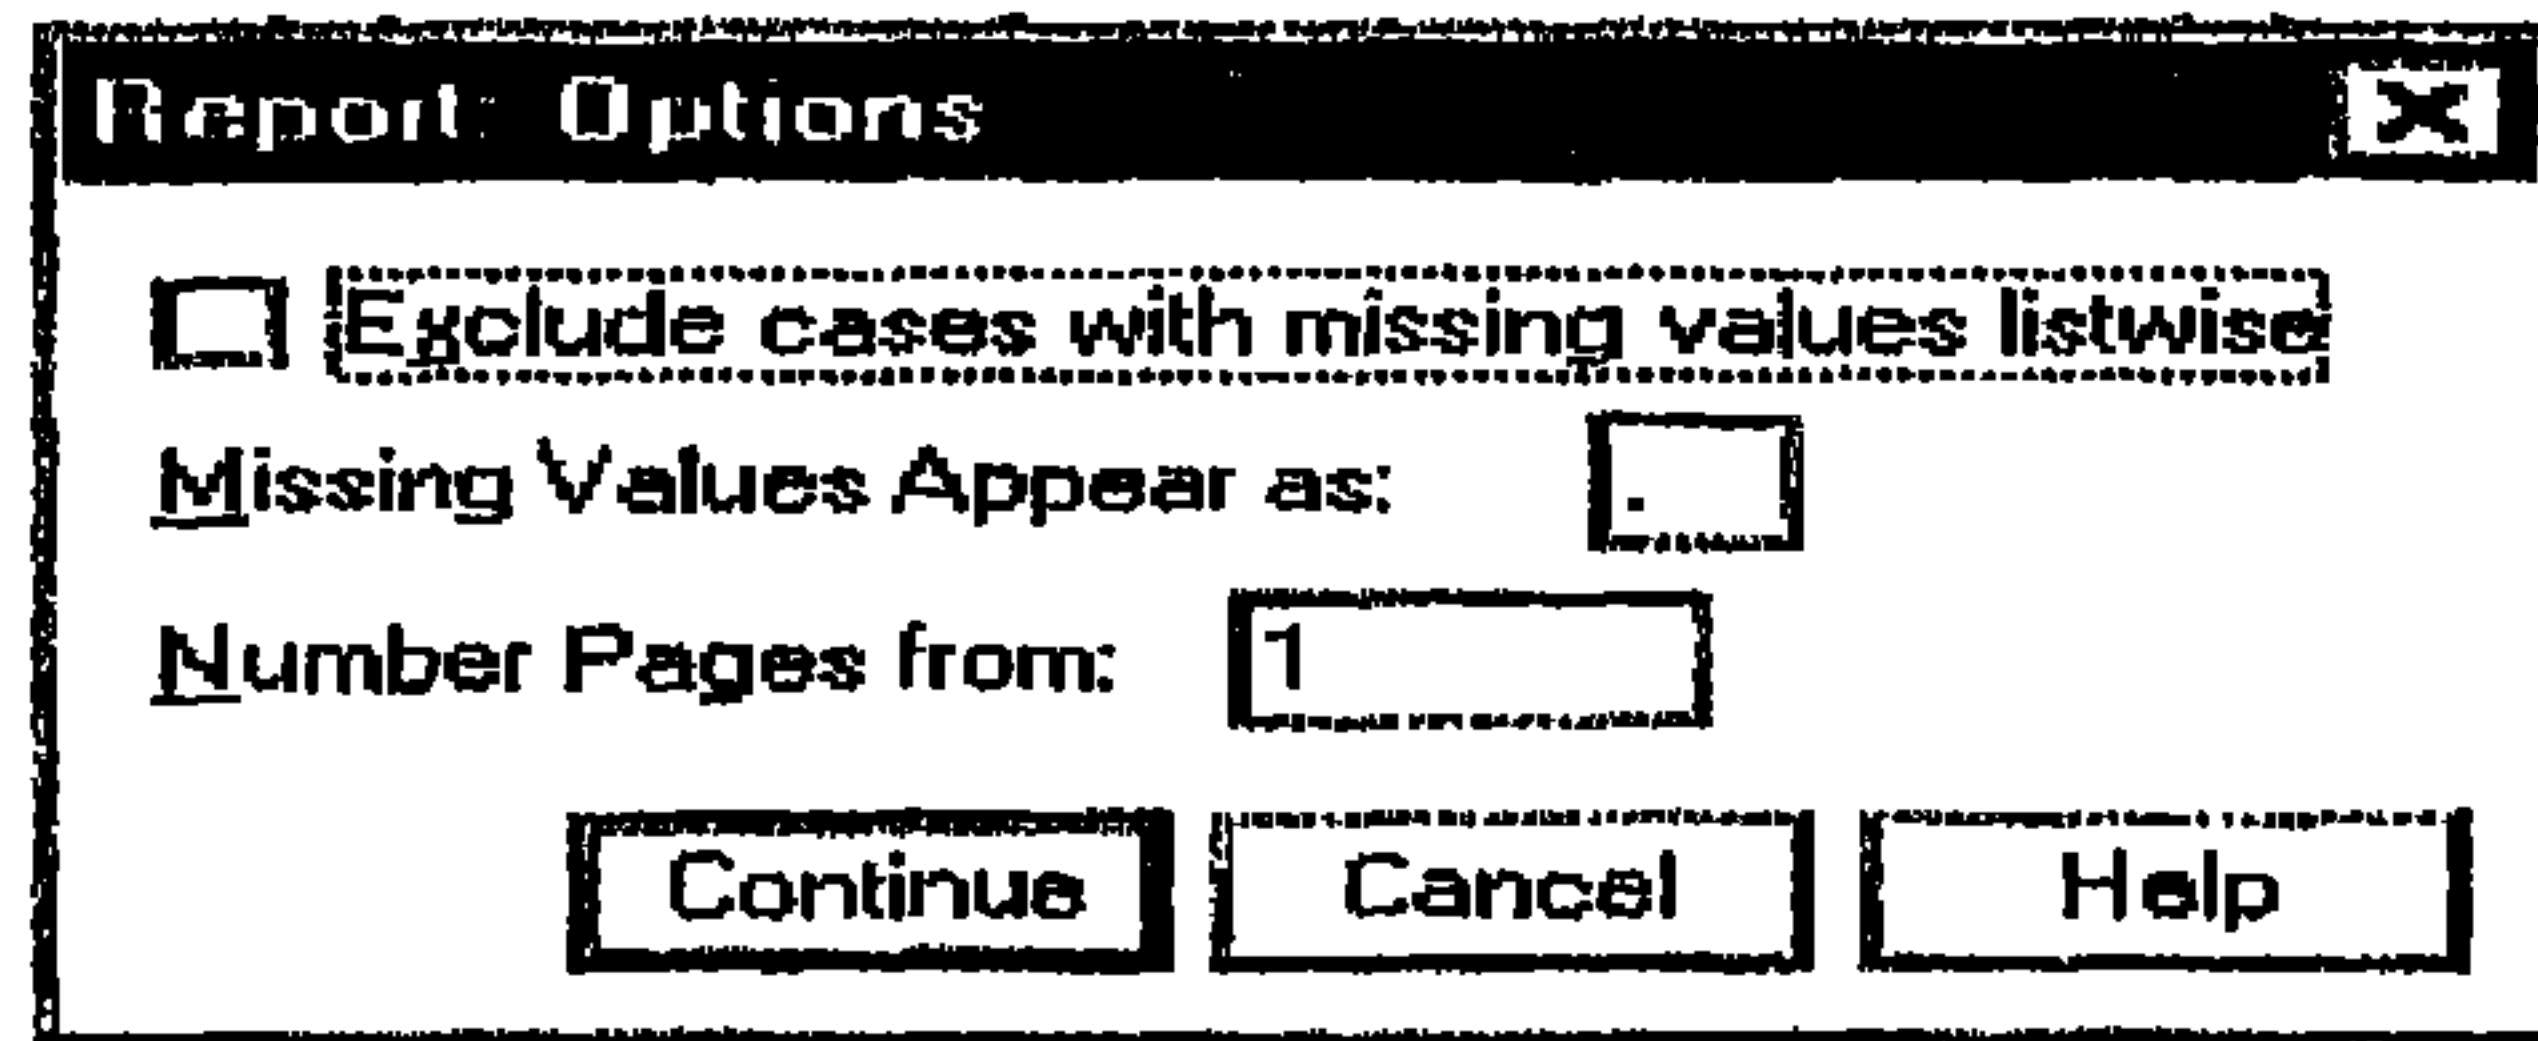 Report: Options
Exclude cases with missing values listwise
Missing Values Appear as: .
Number Pages from: 1
Continue Cancel Help